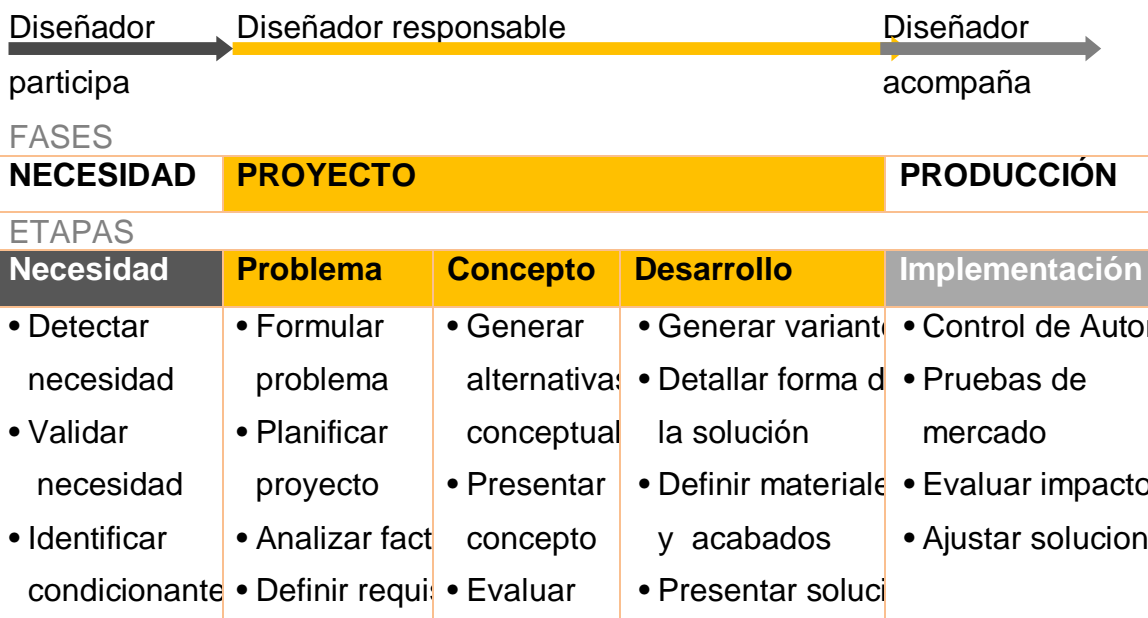 Diseñador
participa
Diseñador responsable
Diseñador
acompaña
FASES
NECESIDAD PROYECTO PRODUCCIÓN
ETAPAS
Necesidad Problema Concepto Desarrollo Implementación
• Detectar
necesidad
• Validar
necesidad
• Identificar
condicionante
• Formular
problema
• Planificar
proyecto
• Analizar fact
• Definir requis
• Generar
alternativas
conceptual
• Presentar
concepto
• Evaluar
• Generar variante
• Detallar forma d
la solución
• Definir materiale
y acabados
• Presentar soluci
• Control de Autor
• Pruebas de
mercado
• Evaluar impacto
• Ajustar solucion